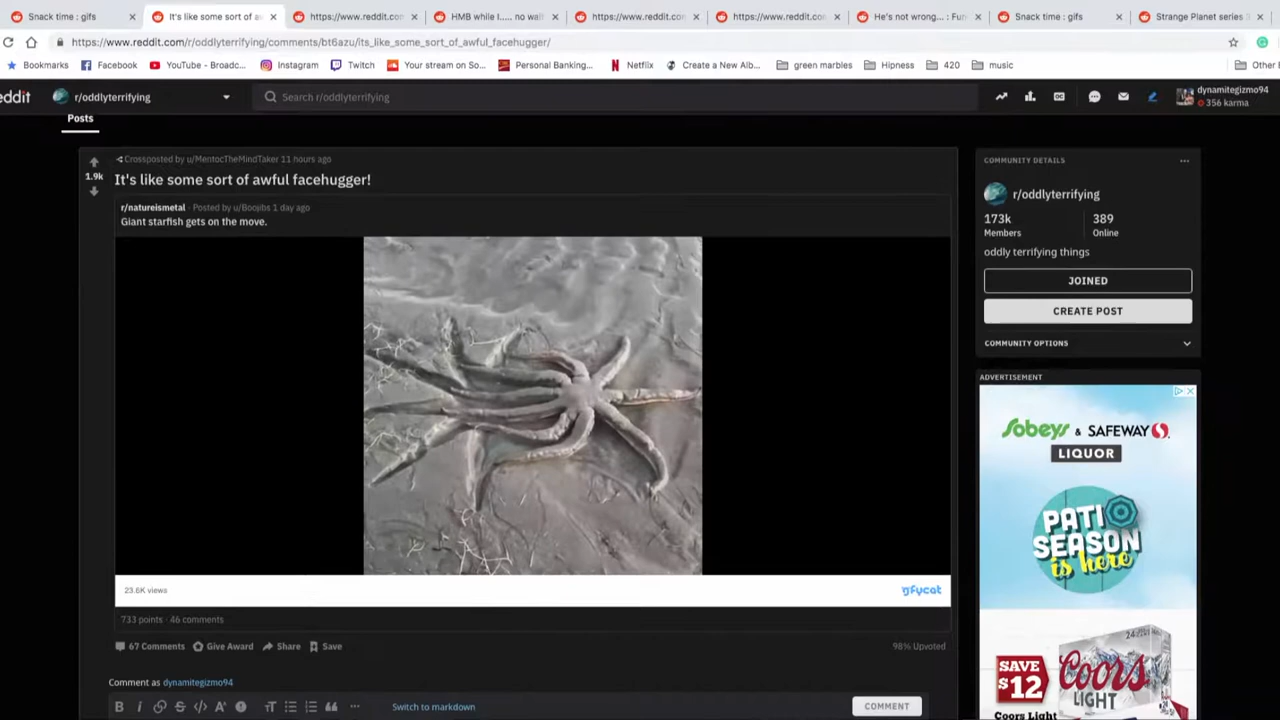 Snack time : gifs
It's like some sort of aw
https://www.reddit.co
HMB while I..... no wai
https://www.reddit.co
https://www.reddit.co
He's not wrong... : Fun
Snack time : gifs
Strange Planet series
https://www.reddit.com/r/oddlyterrifying/comments/bt6azu/its_like_some_sort_of_awful_facehugger/
Bookmarks
Facebook
YouTube - Broadc...
Instagram
Twitch
Your stream on So...
Personal Banking...
Netflix
Create a New Alb...
green marbles
Hipness
420
music
Other
eddit
r/oddlyterrifying
Search r/oddlyterrifying
dynamitegizmo94
356 karma
Posts
Crossposted by u/MentocTheMindTaker 11 hours ago
1.9k
It's like some sort of awful facehugger!
r/natureismetal · Posted by u/Boojibs 1 day ago
Giant starfish gets on the move.
23.6K views
gfycat
733 points · 46 comments
67 Comments
Give Award
Share
Save
98% Upvoted
Comment as dynamitegizmo94
Switch to markdown
COMMENT
COMMUNITY DETAILS
r/oddlyterrifying
173k
389
Members
Online
oddly terrifying things
JOINED
CREATE POST
COMMUNITY OPTIONS
ADVERTISEMENT
Sobeys & SAFEWAY
LIQUOR
PATI
SEASON
is here
SAVE
$12
24
Coors
LIGHT
Coors Light